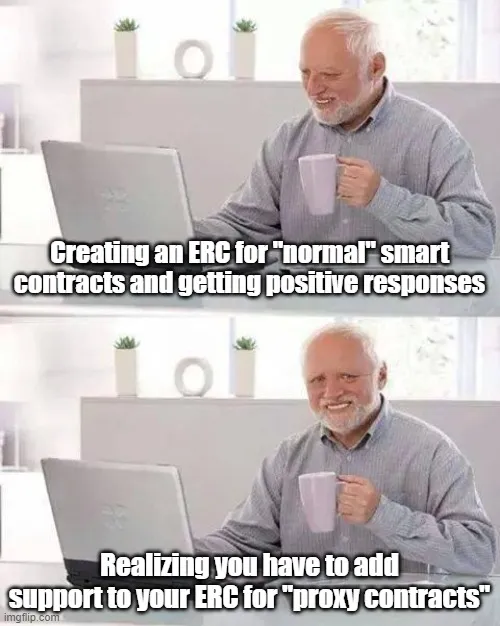 Creating an ERC for "normal" smart
contracts and getting positive responses
Realizing you have to add
support to your ERC for "proxy contracts"
imgflip.com